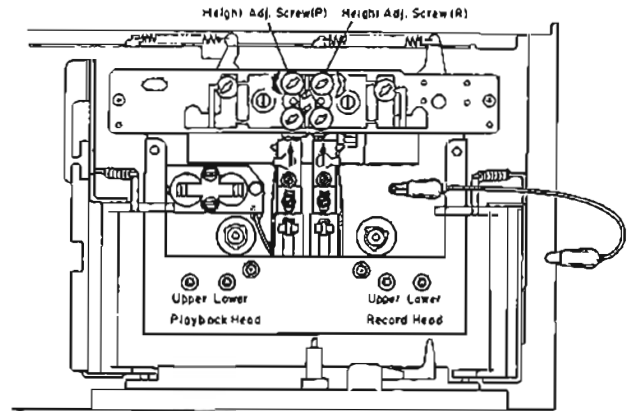 Height Adj. Screw(P) Height Adj. Screw(R)
Upper Lower Upper Lower
Playback Head Record Head